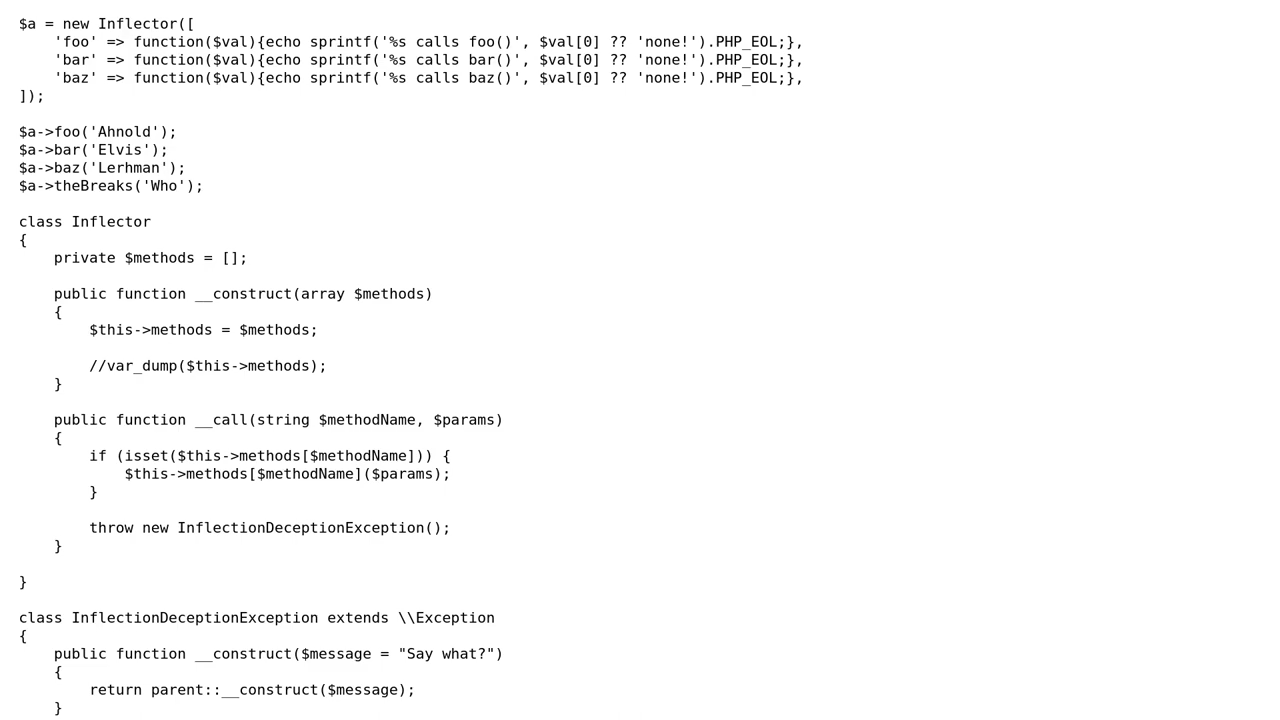 $a = new Inflector([
    'foo' => function($val){echo sprintf('%s calls foo()', $val[0] ?? 'none!').PHP_EOL;},
    'bar' => function($val){echo sprintf('%s calls bar()', $val[0] ?? 'none!').PHP_EOL;},
    'baz' => function($val){echo sprintf('%s calls baz()', $val[0] ?? 'none!').PHP_EOL;},
]);

$a->foo('Ahnold');
$a->bar('Elvis');
$a->baz('Lerhman');
$a->theBreaks('Who');

class Inflector
{
    private $methods = [];

    public function __construct(array $methods)
    {
        $this->methods = $methods;

        //var_dump($this->methods);
    }

    public function __call(string $methodName, $params)
    {
        if (isset($this->methods[$methodName])) {
            $this->methods[$methodName]($params);
        }

        throw new InflectionDeceptionException();
    }

}

class InflectionDeceptionException extends \\Exception
{
    public function __construct($message = "Say what?")
    {
        return parent::__construct($message);
    }